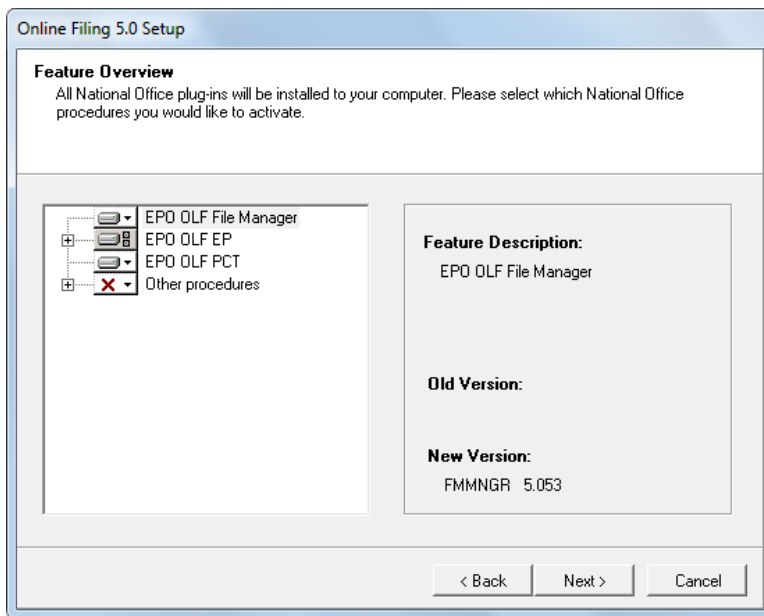 Online Filing 5.0 Setup
Feature Overview
All National Office plug-ins will be installed to your computer. Please select which National Office
procedures you would like to activate.
EPO OLF File Manager
EPO OLF EP
EPO OLF PCT
Other procedures
Feature Description:
EPO OLF File Manager
Old Version:
New Version:
FMMNGR 5.053
< Back
Next >
Cancel